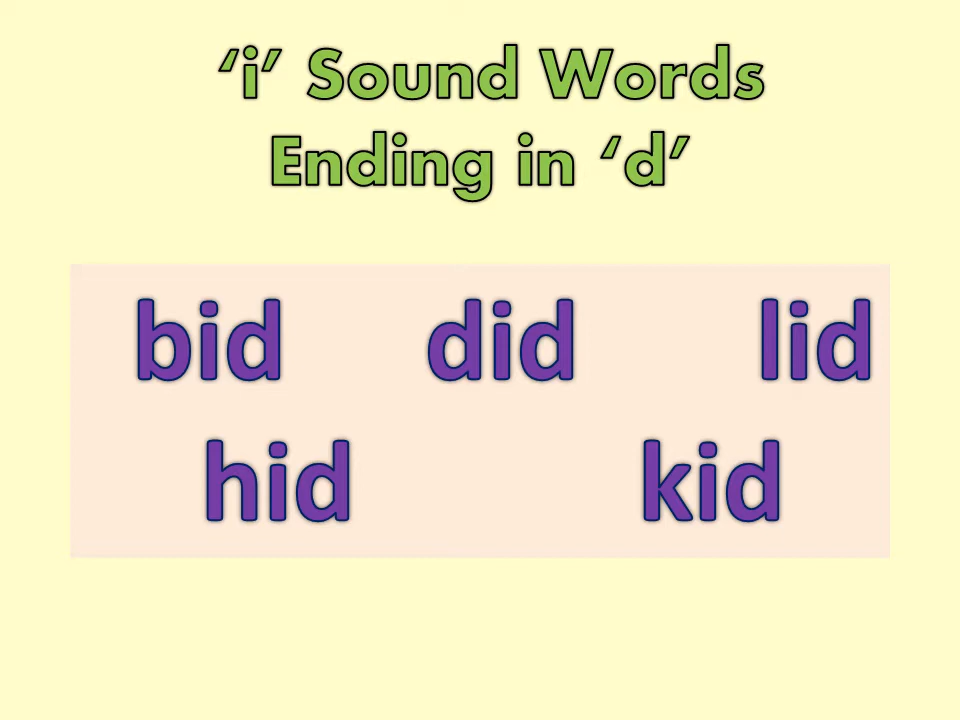 ‘i’ Sound Words
Ending in ‘d’
bid did lid
hid kid